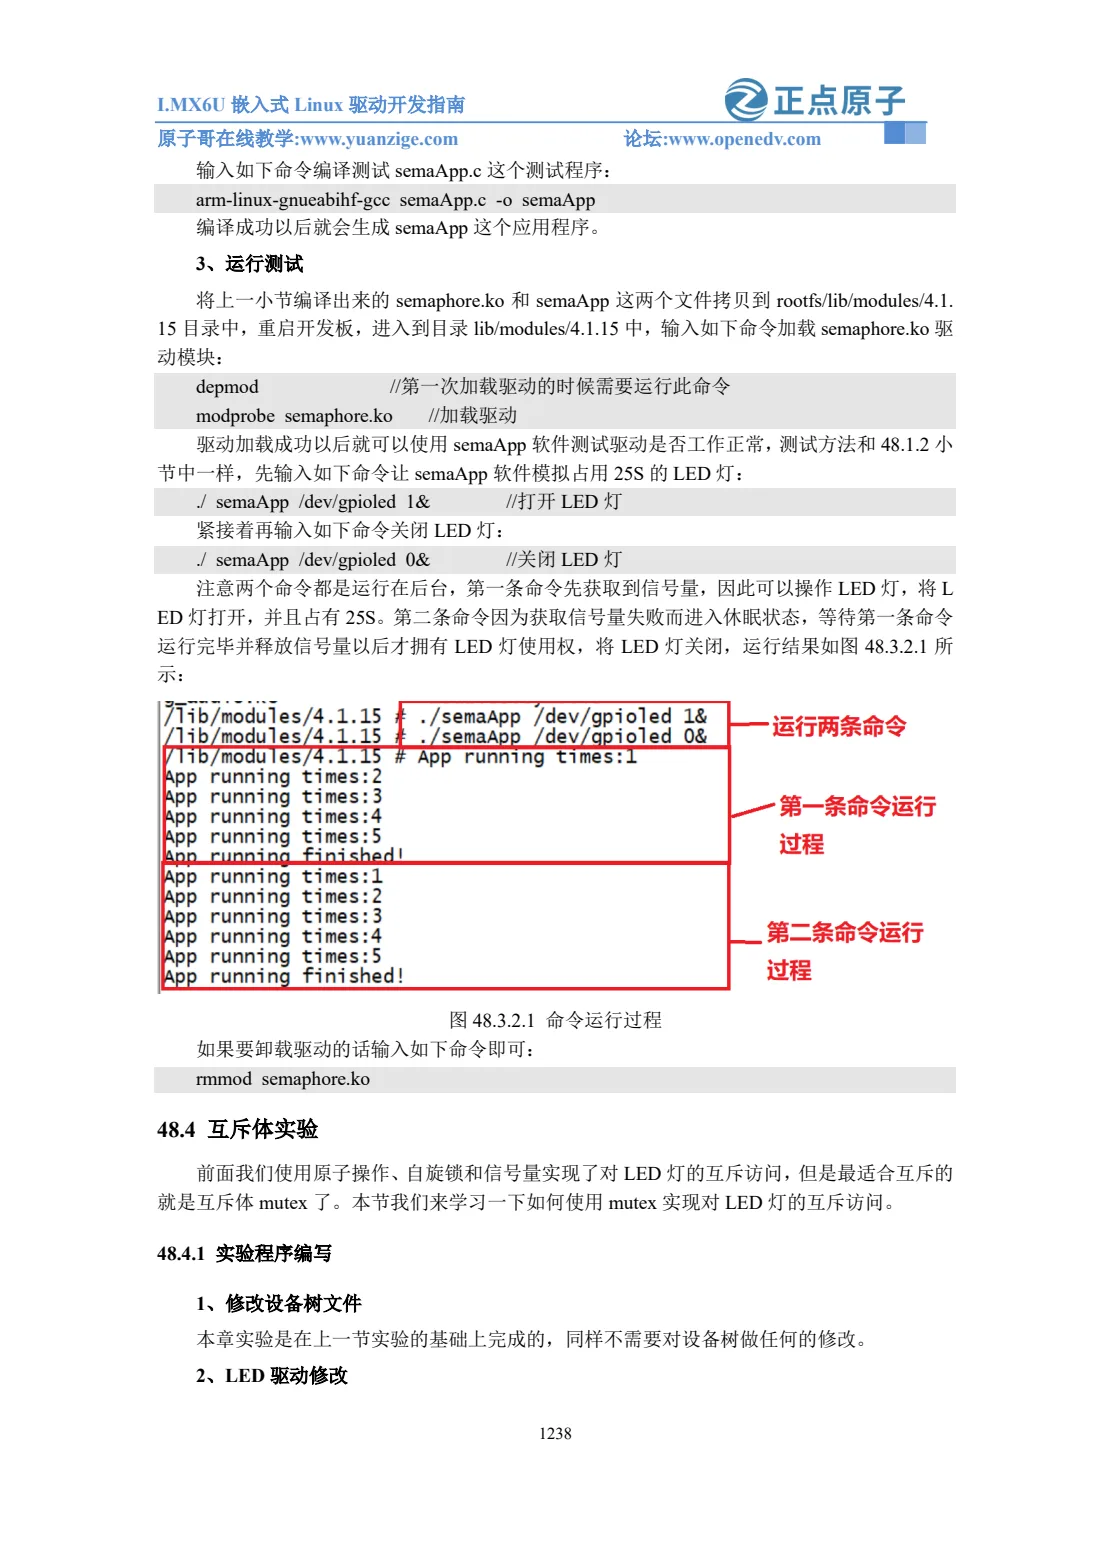 I.MX6U 嵌入式 Linux 驱动开发指南
正点原子
原子哥在线教学:www.yuanzige.com 论坛:www.openedv.com
输入如下命令编译测试 semaApp.c 这个测试程序：
arm-linux-gnueabihf-gcc semaApp.c -o semaApp
编译成功以后就会生成 semaApp 这个应用程序。
3、运行测试
将上一小节编译出来的 semaphore.ko 和 semaApp 这两个文件拷贝到 rootfs/lib/modules/4.1.
15 目录中，重启开发板，进入到目录 lib/modules/4.1.15 中，输入如下命令加载 semaphore.ko 驱
动模块：
depmod //第一次加载驱动的时候需要运行此命令
modprobe semaphore.ko //加载驱动
驱动加载成功以后就可以使用 semaApp 软件测试驱动是否工作正常，测试方法和 48.1.2 小
节中一样，先输入如下命令让 semaApp 软件模拟占用 25S 的 LED 灯：
./ semaApp /dev/gpioled 1& //打开 LED 灯
紧接着再输入如下命令关闭 LED 灯：
./ semaApp /dev/gpioled 0& //关闭 LED 灯
注意两个命令都是运行在后台，第一条命令先获取到信号量，因此可以操作 LED 灯，将 L
ED 灯打开，并且占有 25S。第二条命令因为获取信号量失败而进入休眠状态，等待第一条命令
运行完毕并释放信号量以后才拥有 LED 灯使用权，将 LED 灯关闭，运行结果如图 48.3.2.1 所
示：
/lib/modules/4.1.15 # ./semaApp /dev/gpioled 1&
/lib/modules/4.1.15 # ./semaApp /dev/gpioled 0&
运行两条命令
/lib/modules/4.1.15 # App running times:1
App running times:2
App running times:3
App running times:4
App running times:5
App running finished!
第一条命令运行
过程
App running times:1
App running times:2
App running times:3
App running times:4
App running times:5
App running finished!
第二条命令运行
过程
图 48.3.2.1 命令运行过程
如果要卸载驱动的话输入如下命令即可：
rmmod semaphore.ko
48.4 互斥体实验
前面我们使用原子操作、自旋锁和信号量实现了对 LED 灯的互斥访问，但是最适合互斥的
就是互斥体 mutex 了。本节我们来学习一下如何使用 mutex 实现对 LED 灯的互斥访问。
48.4.1 实验程序编写
1、修改设备树文件
本章实验是在上一节实验的基础上完成的，同样不需要对设备树做任何的修改。
2、LED 驱动修改
1238